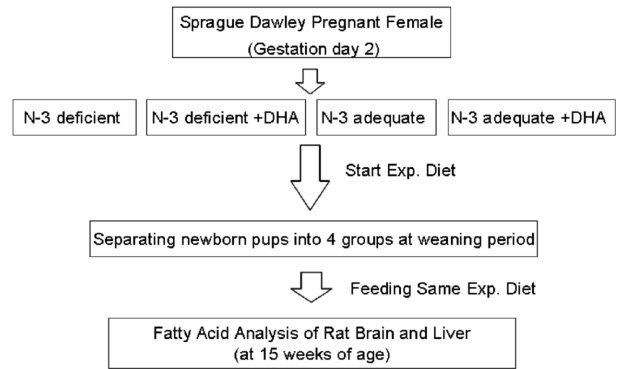 Sprague Dawley Pregnant Female
(Gestation day 2)
N-3 deficient
N-3 deficient +DHA
N-3 adequate
N-3 adequate +DHA
Start Exp. Diet
Separating newborn pups into 4 groups at weaning period
Feeding Same Exp. Diet
Fatty Acid Analysis of Rat Brain and Liver
(at 15 weeks of age)